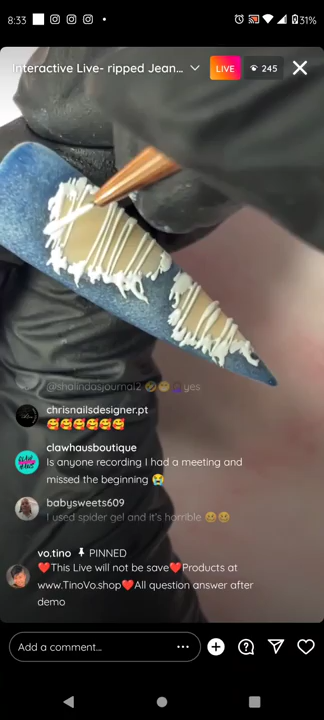 8:33
31%
Interactive Live- ripped Jean...
LIVE
245
@shalindasjournal2 🤣😁 yes
chrisnailsdesigner.pt
🥰🥰🥰🥰🥰🥰
clawhausboutique
Is anyone recording I had a meeting and
missed the beginning 😭
babysweets609
I used spider gel and it's horrible
vo.tino PINNED
❤️This Live will not be save❤️Products at
www.TinoVo.shop❤️All question answer after
demo
Add a comment...